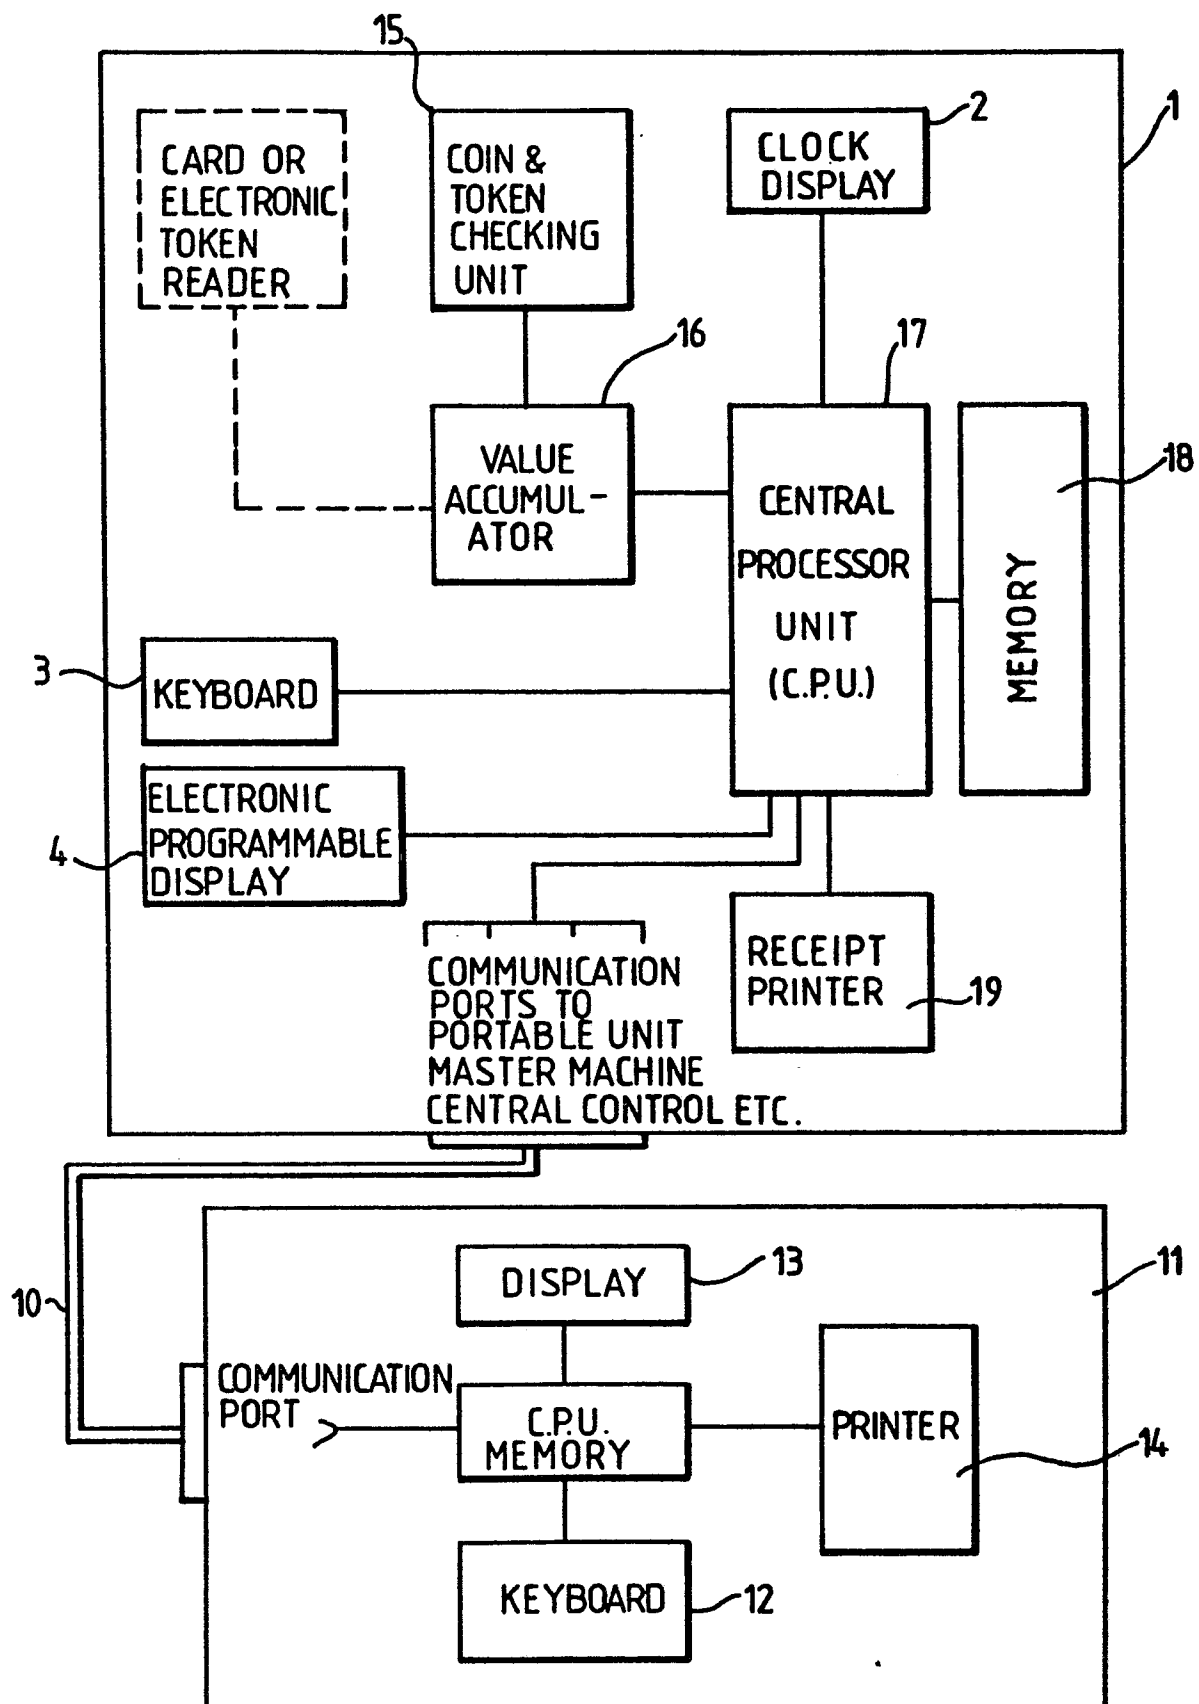 15
1
CARD OR
ELECTRONIC
TOKEN
READER
COIN &
TOKEN
CHECKING
UNIT
2
CLOCK
DISPLAY
16
17
18
VALUE
ACCUMUL-
ATOR
CENTRAL
PROCESSOR
UNIT
(C.P.U.)
MEMORY
3
KEYBOARD
4
ELECTRONIC
PROGRAMMABLE
DISPLAY
COMMUNICATION
PORTS TO
PORTABLE UNIT
MASTER MACHINE
CENTRAL CONTROL ETC.
RECEIPT
PRINTER
19
10
11
DISPLAY
13
COMMUNICATION
PORT
C.P.U.
MEMORY
PRINTER
14
KEYBOARD
12